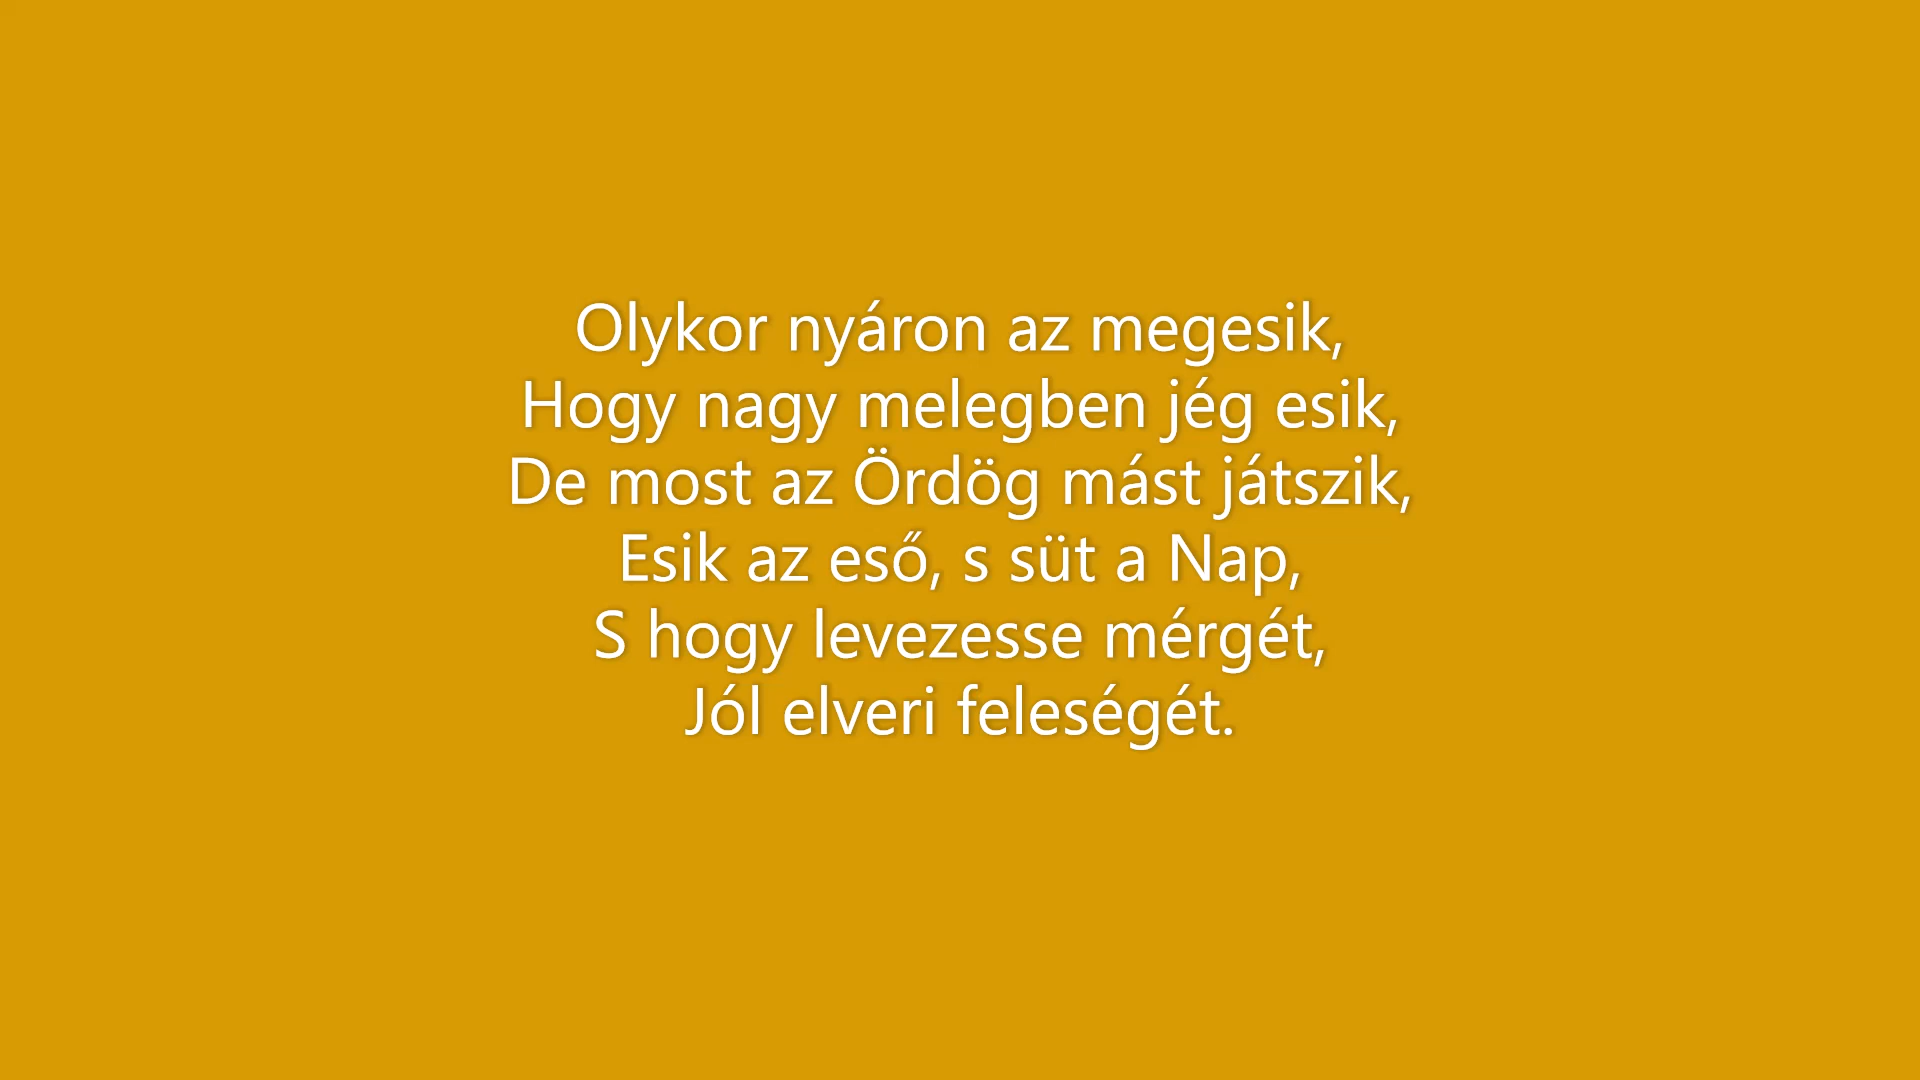 Olykor nyáron az megesik,
Hogy nagy melegben jég esik,
De most az Ördög mást játszik,
Esik az eső, s süt a Nap,
S hogy levezesse mérgét,
Jól elveri feleségét.